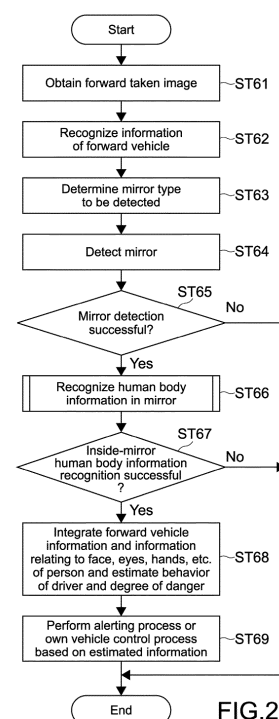 Start
Obtain forward taken image
ST61
Recognize information
of forward vehicle
ST62
Determine mirror type
to be detected
ST63
Detect mirror
ST64
ST65
Mirror detection
successful?
No
Yes
Recognize human body
information in mirror
ST66
ST67
Inside-mirror
human body information
recognition successful
?
No
Yes
Integrate forward vehicle
information and information
relating to face, eyes, hands, etc.
of person and estimate behavior
of driver and degree of danger
ST68
Perform alerting process or
own vehicle control process
based on estimated information
ST69
End
FIG.2